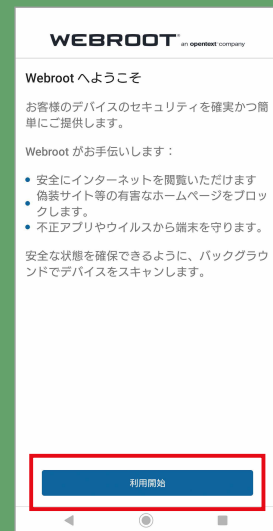 WEBROOT an opentext company
Webroot へようこそ
お客様のデバイスのセキュリティを確実かつ簡
単にご提供します。
Webroot がお手伝いします：
• 安全にインターネットを閲覧いただけます
• 偽装サイト等の有害なホームページをブロッ
クします。
• 不正アプリやウイルスから端末を守ります。
安全な状態を確保できるように、バックグラウ
ンドでデバイスをスキャンします。
利用開始